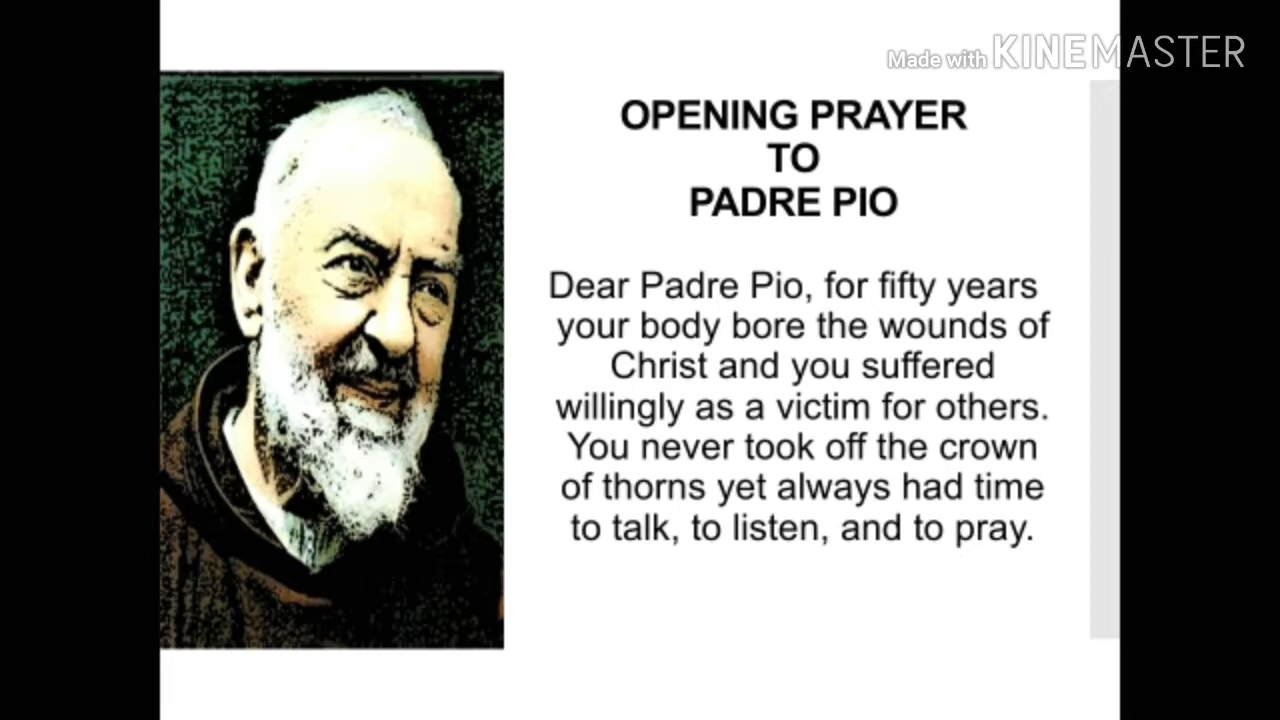 Made with KINEMASTER
OPENING PRAYER
TO
PADRE PIO
Dear Padre Pio, for fifty years
your body bore the wounds of
Christ and you suffered
willingly as a victim for others.
You never took off the crown
of thorns yet always had time
to talk, to listen, and to pray.